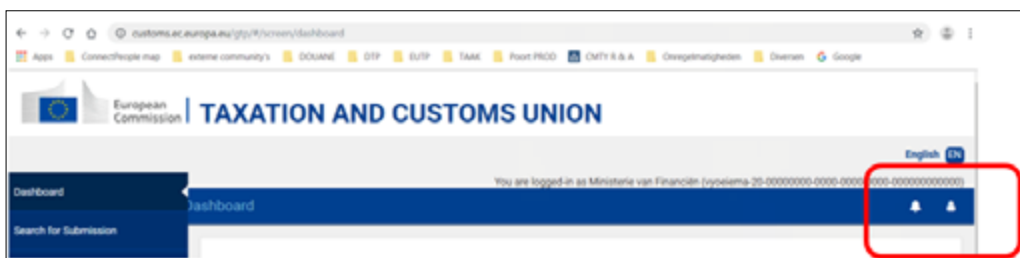 customs.ec.europa.eu/gtp/#/screen/dashboard
Apps ConnectPeople map externe community's DOUANE DTP EUTP TAAK Poort PROD CMTY R & A Onregelmatigheden Diversen Google
European Commission TAXATION AND CUSTOMS UNION
English EN
You are logged-in as Ministerie van Financiën
Dashboard
Dashboard
Search for Submission